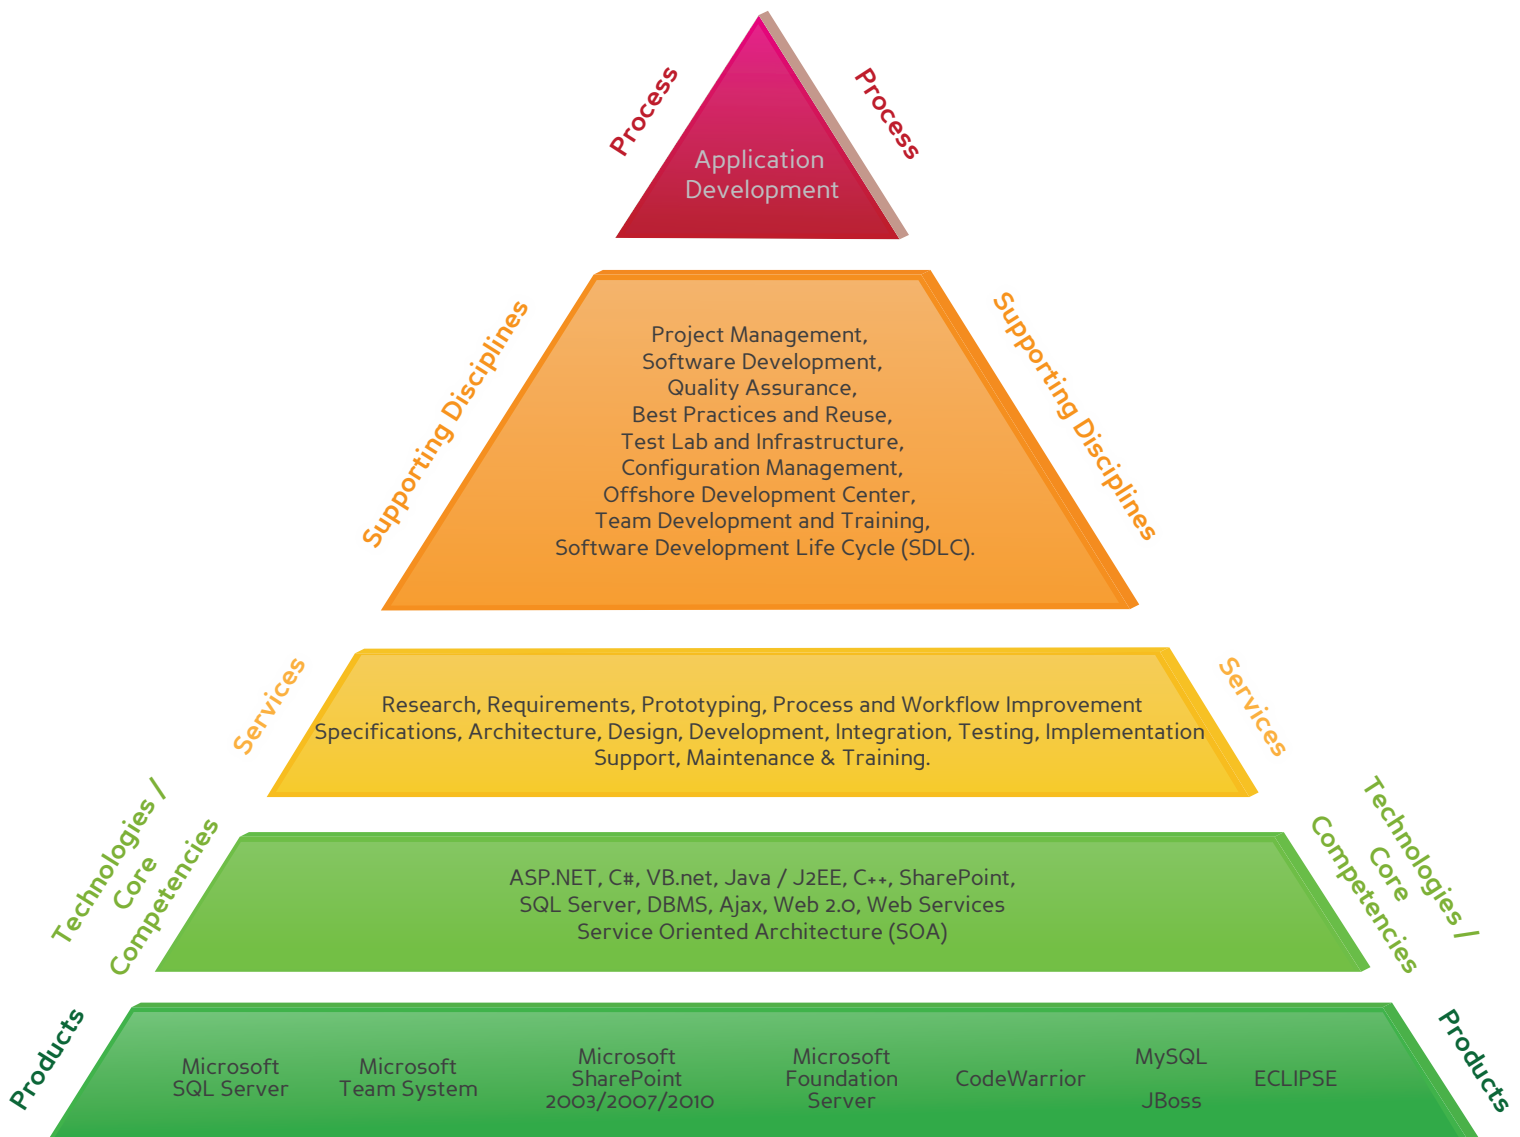 Process
Process
Application
Development
Supporting Disciplines
Supporting Disciplines
Project Management,
Software Development,
Quality Assurance,
Best Practices and Reuse,
Test Lab and Infrastructure,
Configuration Management,
Offshore Development Center,
Team Development and Training,
Software Development Life Cycle (SDLC).
Services
Services
Research, Requirements, Prototyping, Process and Workflow Improvement
Specifications, Architecture, Design, Development, Integration, Testing, Implementation
Support, Maintenance & Training.
Technologies /
Core
Competencies
Technologies /
Core
Competencies
ASP.NET, C#, VB.net, Java / J2EE, C++, SharePoint,
SQL Server, DBMS, Ajax, Web 2.0, Web Services
Service Oriented Architecture (SOA)
Products
Products
Microsoft
SQL Server
Microsoft
Team System
Microsoft
SharePoint
2003/2007/2010
Microsoft
Foundation
Server
CodeWarrior
MySQL
JBoss
ECLIPSE